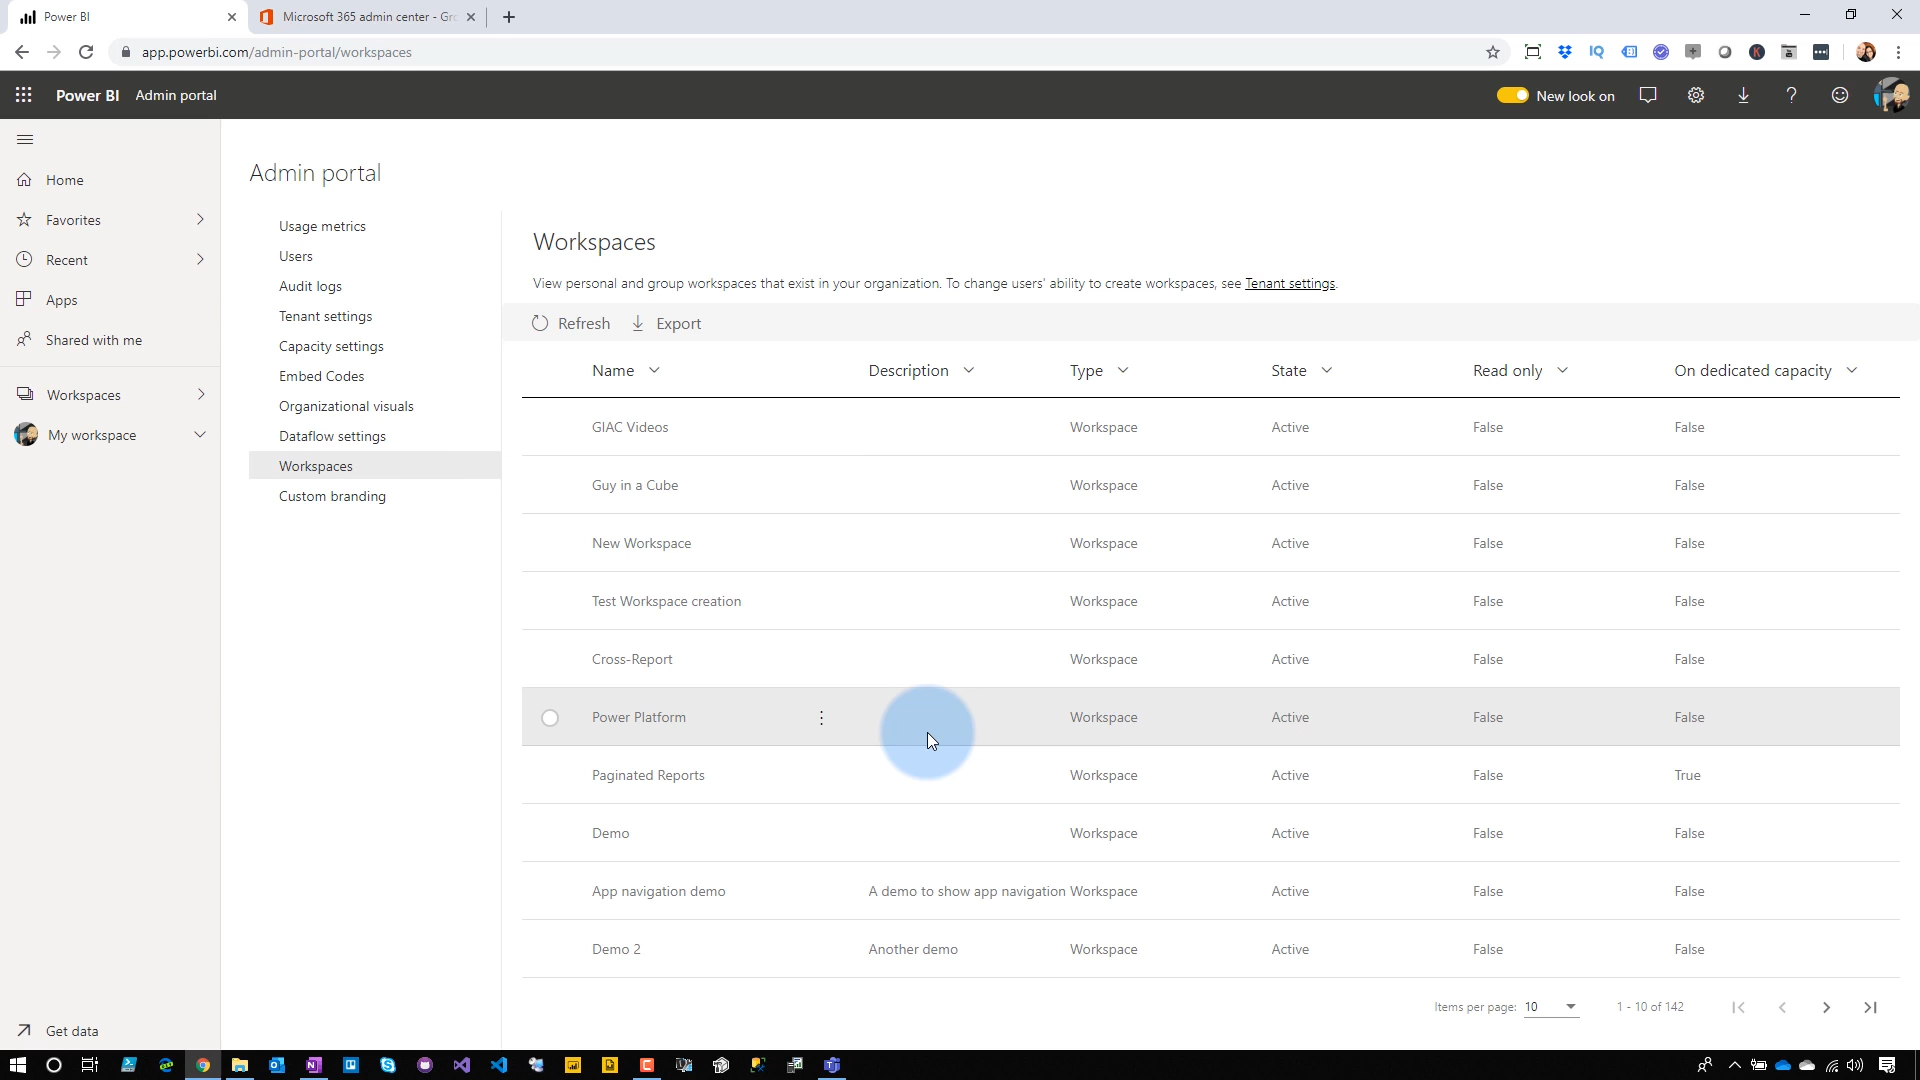 Power BI
Microsoft 365 admin center - Gro
app.powerbi.com/admin-portal/workspaces
Power BI Admin portal
New look on
Home
Favorites
Recent
Apps
Shared with me
Workspaces
My workspace
Get data
Admin portal
Usage metrics
Users
Audit logs
Tenant settings
Capacity settings
Embed Codes
Organizational visuals
Dataflow settings
Workspaces
Custom branding
Workspaces
View personal and group workspaces that exist in your organization. To change users' ability to create workspaces, see Tenant settings.
Refresh Export
Name Description Type State Read only On dedicated capacity
GIAC Videos Workspace Active False False
Guy in a Cube Workspace Active False False
New Workspace Workspace Active False False
Test Workspace creation Workspace Active False False
Cross-Report Workspace Active False False
Power Platform Workspace Active False False
Paginated Reports Workspace Active False True
Demo Workspace Active False False
App navigation demo A demo to show app navigation Workspace Active False False
Demo 2 Another demo Workspace Active False False
Items per page: 10 1 - 10 of 142